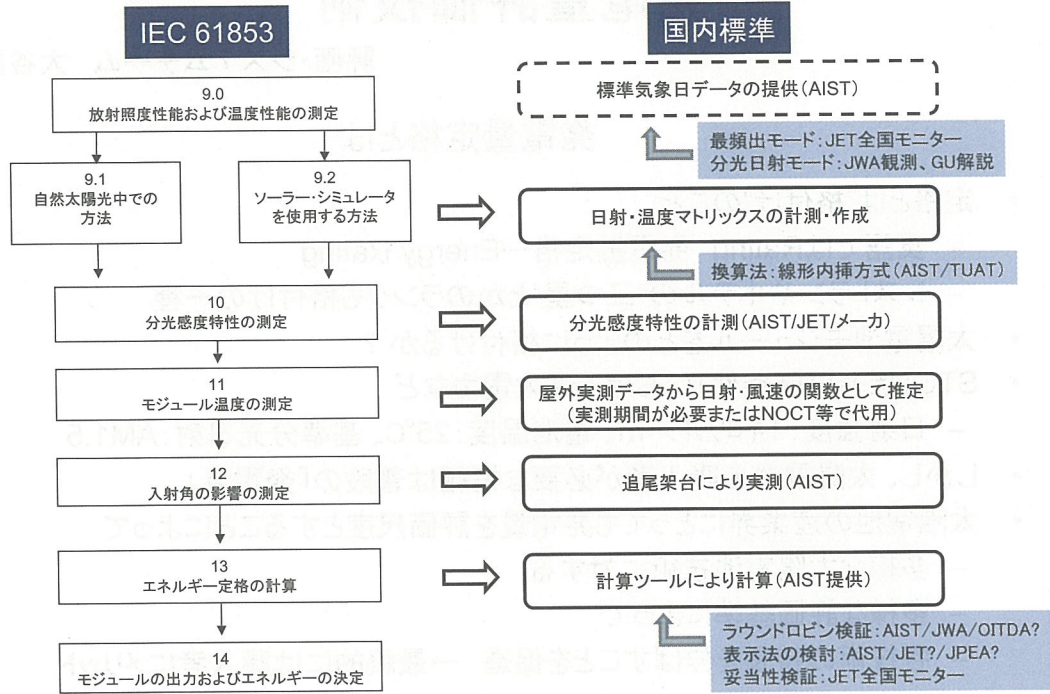 IEC 61853
国内標準
9.0
放射照度性能および温度性能の測定
9.1
自然太陽光中での
方法
9.2
ソーラー・シミュレータ
を使用する方法
10
分光感度特性の測定
11
モジュール温度の測定
12
入射角の影響の測定
13
エネルギー定格の計算
14
モジュールの出力およびエネルギーの決定
標準気象日データの提供(AIST)
最頻出モード:JET全国モニター
分光日射モード:JWA観測、GU解説
日射・温度マトリックスの計測・作成
換算法:線形内挿方式(AIST/TUAT)
分光感度特性の計測(AIST/JET/メーカ)
屋外実測データから日射・風速の関数として推定
(実測期間が必要またはNOCT等で代用)
追尾架台により実測(AIST)
計算ツールにより計算(AIST提供)
ラウンドロビン検証:AIST/JWA/OITDA?
表示法の検討:AIST/JET?/JPEA?
妥当性検証:JET全国モニター